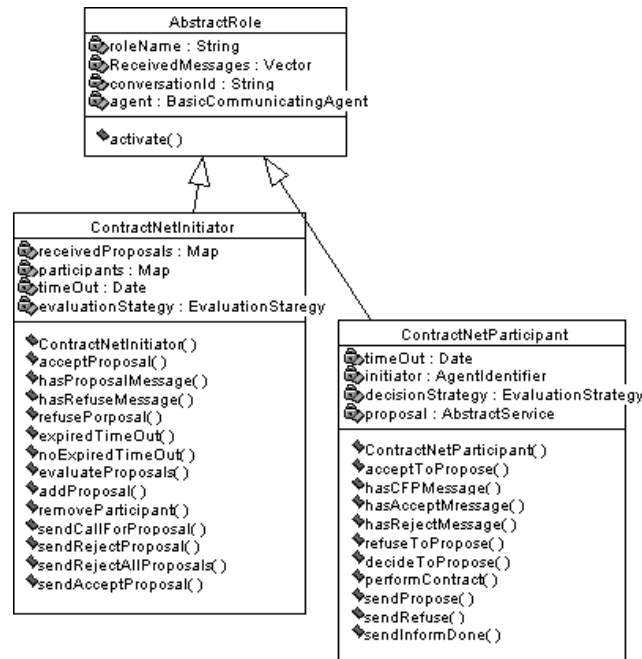 AbstractRole
roleName : String
ReceivedMessages : Vector
conversationId : String
agent : BasicCommunicatingAgent
activate( )
ContractNetInitiator
receivedProposals : Map
participants : Map
timeOut : Date
evaluationStategy : EvaluationStaregy
ContractNetInitiator( )
acceptProposal( )
hasProposalMessage( )
hasRefuseMessage( )
refusePorposal( )
expiredTimeOut( )
noExpiredTimeOut( )
evaluateProposals( )
addProposal( )
removeParticipant( )
sendCallForProposal( )
sendRejectProposal( )
sendRejectAllProposals( )
sendAcceptProposal( )
ContractNetParticipant
timeOut : Date
initiator : AgentIdentifier
decisionStrategy : EvaluationStrategy
proposal : AbstractService
ContractNetParticipant( )
acceptToPropose( )
hasCFPMessage( )
hasAcceptMressage( )
hasRejectMessage( )
refuseToPropose( )
decideToPropose( )
performContract( )
sendPropose( )
sendRefuse( )
sendInformDone( )